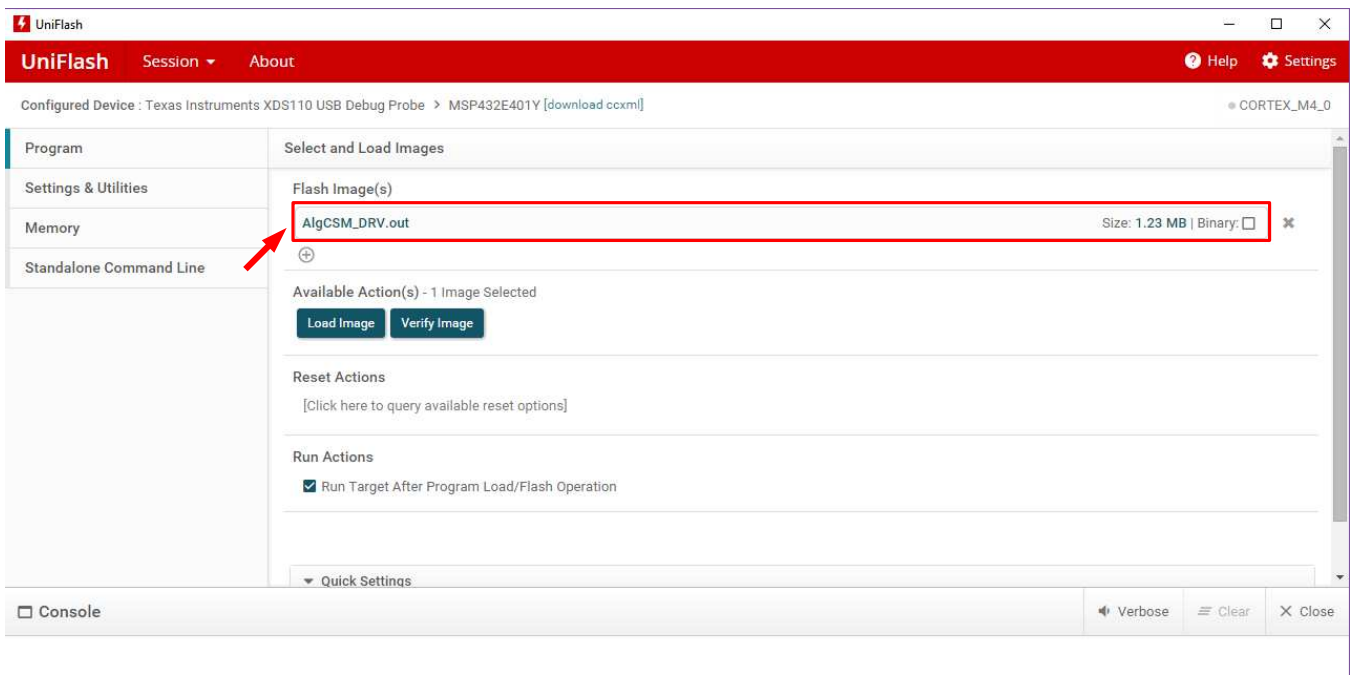 UniFlash
UniFlash Session About Help Settings
Configured Device : Texas Instruments XDS110 USB Debug Probe > MSP432E401Y [download ccxml] CORTEX_M4_0
Program
Settings & Utilities
Memory
Standalone Command Line
Select and Load Images
Flash Image(s)
AlgCSM_DRV.out Size: 1.23 MB | Binary:
Available Action(s) - 1 Image Selected
Load Image Verify Image
Reset Actions
[Click here to query available reset options]
Run Actions
Run Target After Program Load/Flash Operation
Quick Settings
Console Verbose Clear Close